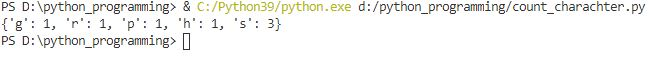 PS D:\python_programming> & C:/Python39/python.exe d:/python_programming/count_charachter.py
{'g': 1, 'r': 1, 'p': 1, 'h': 1, 's': 3}
PS D:\python_programming>